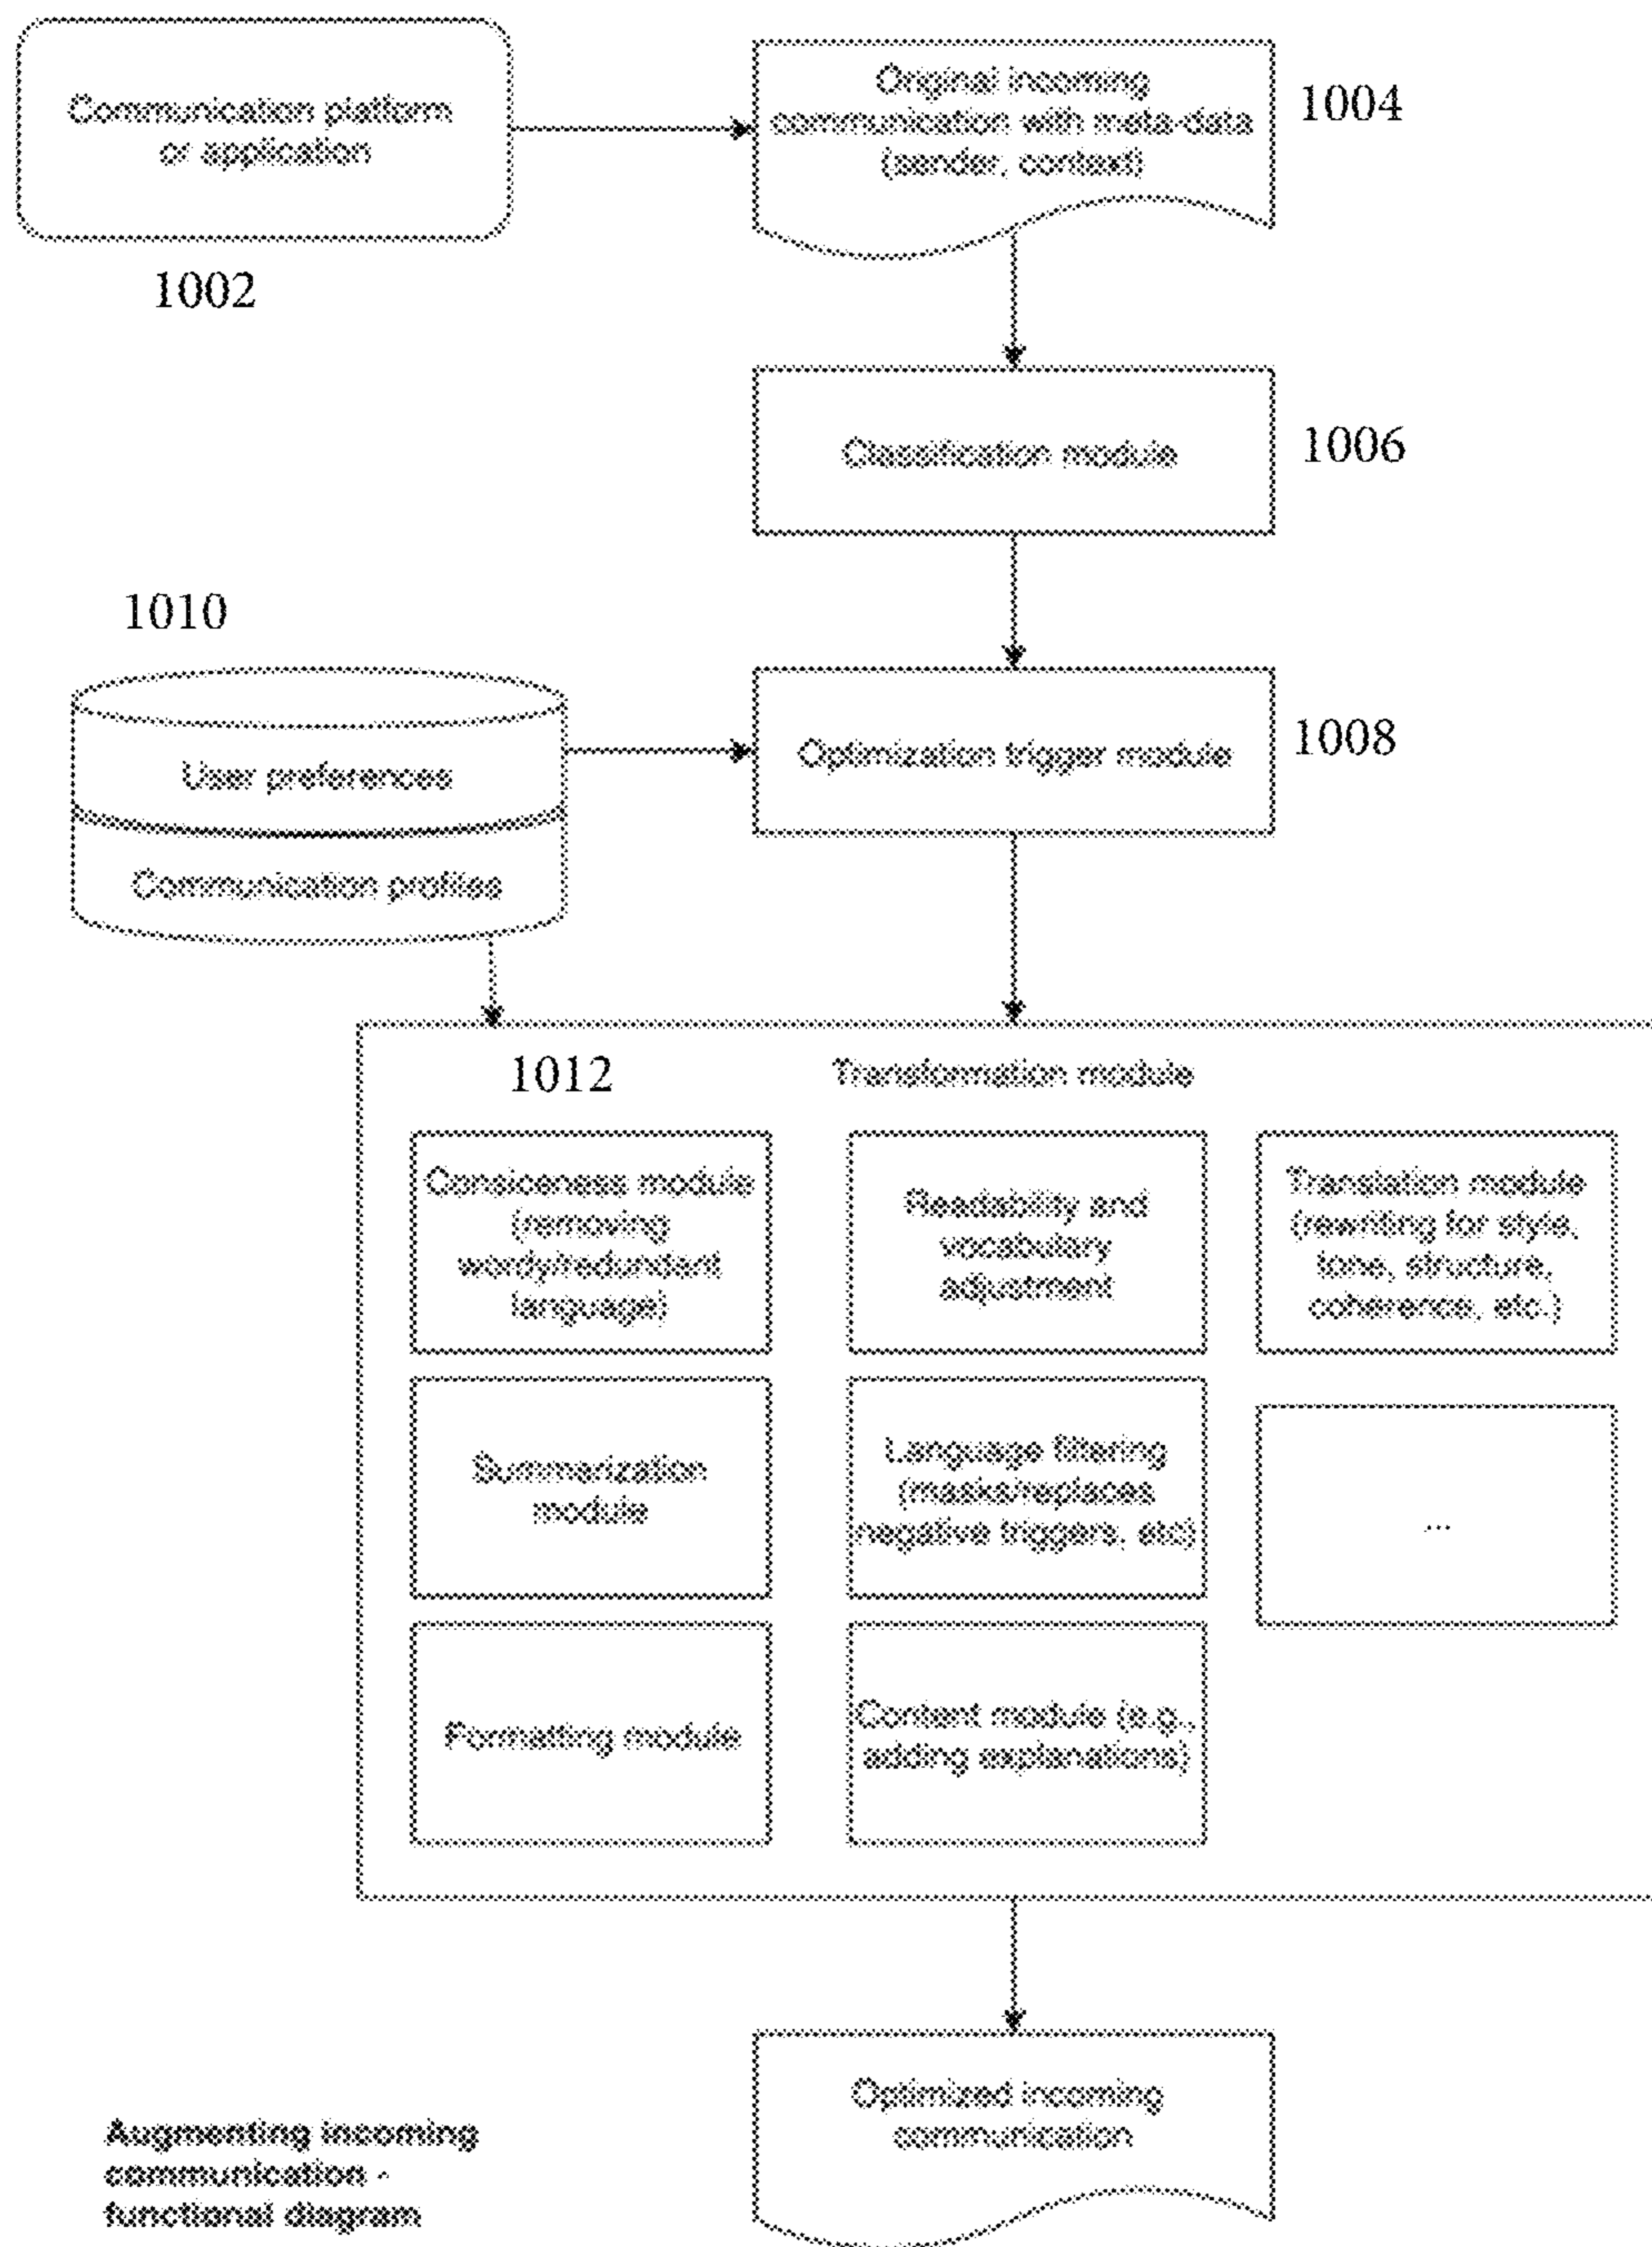 Communication platform
or application
1002
Original incoming
communication with meta-data
(sender, context)
1004
Classification module
1006
1010
User preferences
Communication profiles
Optimization trigger module
1008
1012
Transformation module
Consiceness module
(removing
wordy/redundant
language)
Readability and
vocabulary
adjustment
Translation module
(rewriting for style,
tone, structure,
coherence, etc.)
Summarization
module
Language filtering
(masks/replaces
negative triggers, etc)
...
Formatting module
Content module (e.g.,
adding explanations)
Optimized incoming
communication
Augmenting incoming
communication -
functional diagram